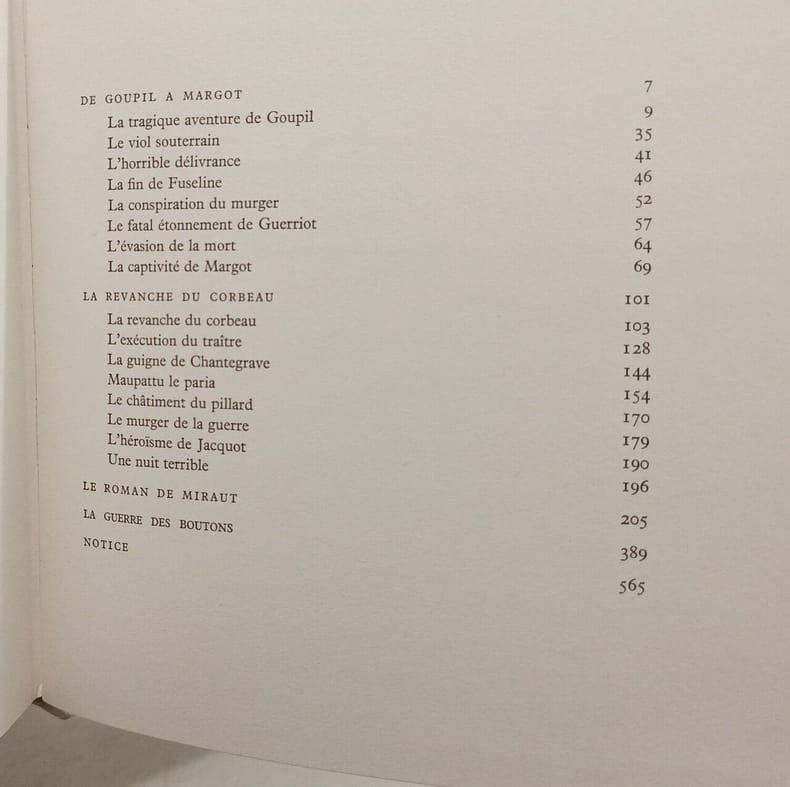 DE GOUPIL A MARGOT 7
La tragique aventure de Goupil 9
Le viol souterrain 35
L'horrible délivrance 41
La fin de Fuseline 46
La conspiration du murger 52
Le fatal étonnement de Guerriot 57
L'évasion de la mort 64
La captivité de Margot 69
LA REVANCHE DU CORBEAU 101
La revanche du corbeau 103
L'exécution du traître 128
La guigne de Chantegrave 144
Maupattu le paria 154
Le châtiment du pillard 170
Le murger de la guerre 179
L'héroïsme de Jacquot 190
Une nuit terrible 196
LE ROMAN DE MIRAUT 205
LA GUERRE DES BOUTONS 389
NOTICE 565